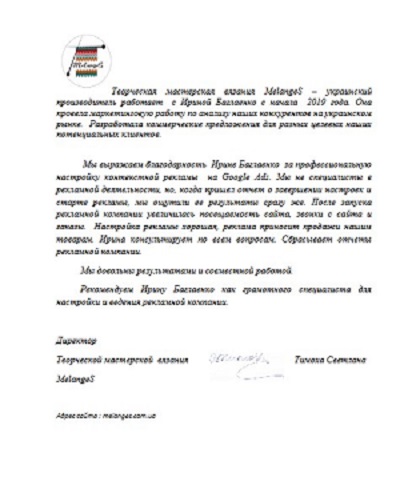 MelangeS
Творческая мастерская вязания MelangeS – украинский
производитель работает с Ириной Баглаенко с начала 2019 года. Она
провела маркетинговую работу по анализу наших конкурентов на украинском
рынке. Разработала коммерческие предложения для разных целевых наших
потенциальных клиентов.
Мы выражаем благодарность Ирине Баглаенко за профессиональную
настройку контекстной рекламы на Google Ads. Мы не специалисты в
рекламной деятельности, но, когда пришел отчет о завершении настроек и
старте рекламы, мы ощутили ее результаты сразу же. После запуска
рекламной компании увеличилась посещаемость сайта, звонки с сайта и
заказы. Настройка рекламы хорошая, реклама приносит продажи нашим
товарам. Ирина консультирует по всем вопросам. Сбрасывает отчеты
рекламной компании.
Мы довольны результатами и совместной работой.
Рекомендуем Ирину Баглаенко как грамотного специалиста для
настройки и ведения рекламной компании.
Директор
Творческой мастерской вязания Тимоха Светлана
MelangeS
Адрес сайта : melanges.com.ua